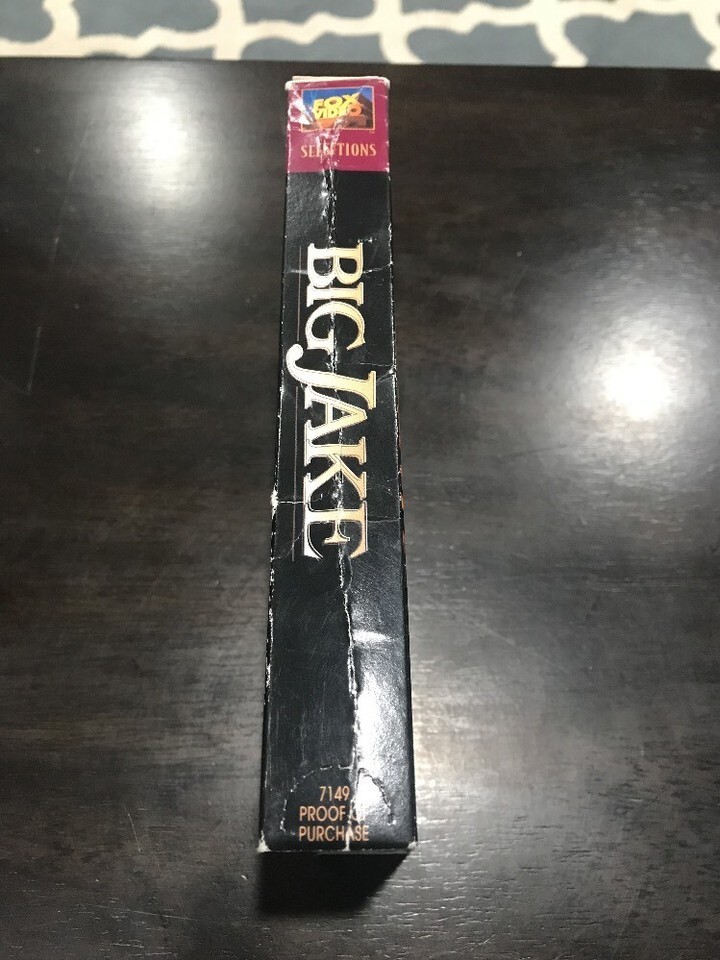 FOX
VIDEO
SELECTIONS
BIG JAKE
7149
PROOF OF
PURCHASE